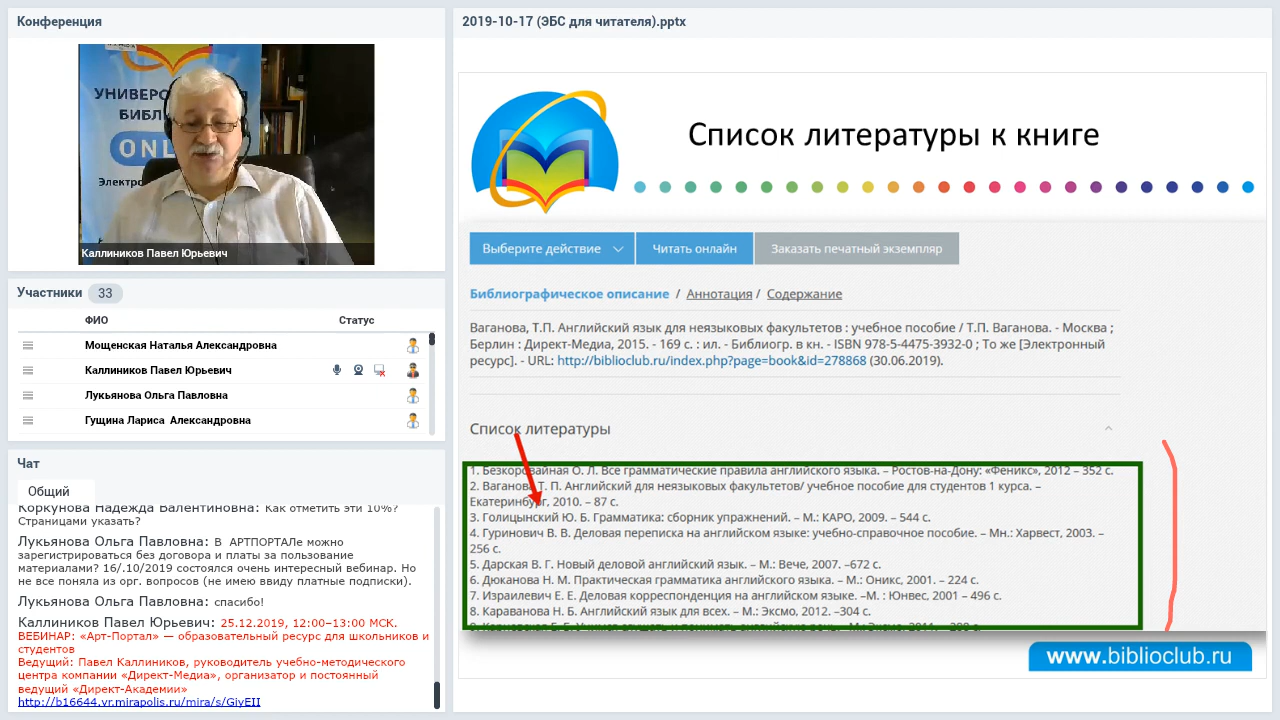 Конференция
УНИВЕРС
БИБЛ
ONL
Электро
Каллиников Павел Юрьевич
Участники 33
ФИО Статус
Мощенская Наталья Александровна
Каллиников Павел Юрьевич
Лукьянова Ольга Павловна
Гущина Лариса Александровна
Чат
Общий
Коркунова Надежда Валентиновна: Как отметить эти 10%?
Страницами указать?
Лукьянова Ольга Павловна: В АРТПОРТАЛе можно
зарегистрироваться без договора и платы за пользование
материалами? 16/.10/2019 состоялся очень интересный вебинар. Но
не все поняла из орг. вопросов (не имею ввиду платные подписки).
Лукьянова Ольга Павловна: спасибо!
Каллиников Павел Юрьевич: 25.12.2019, 12:00–13:00 МСК.
ВЕБИНАР: «Арт-Портал» — образовательный ресурс для школьников и
студентов
Ведущий: Павел Каллиников, руководитель учебно-методического
центра компании «Директ-Медиа», организатор и постоянный
ведущий «Директ-Академии»
http://b16644.vr.mirapolis.ru/mira/s/GiyEII
2019-10-17 (ЭБС для читателя).pptx
Список литературы к книге
Выберите действие Читать онлайн Заказать печатный экземпляр
Библиографическое описание / Аннотация / Содержание
Ваганова, Т.П. Английский язык для неязыковых факультетов : учебное пособие / Т.П. Ваганова. - Москва ;
Берлин : Директ-Медиа, 2015. - 169 с. : ил. - Библиогр. в кн. - ISBN 978-5-4475-3932-0 ; То же [Электронный
ресурс]. - URL: http://biblioclub.ru/index.php?page=book&id=278868 (30.06.2019).
Список литературы
1. Безкоровайная О. Л. Все грамматические правила английского языка. – Ростов-на-Дону: «Феникс», 2012 – 352 с.
2. Ваганова Т. П. Английский для неязыковых факультетов/ учебное пособие для студентов 1 курса. –
Екатеринбург, 2010. – 87 с.
3. Голицынский Ю. Б. Грамматика: сборник упражнений. – М.: КАРО, 2009. – 544 с.
4. Гуринович В. В. Деловая переписка на английском языке: учебно-справочное пособие. – Мн.: Харвест, 2003. –
256 с.
5. Дарская В. Г. Новый деловой английский язык. – М.: Вече, 2007. –672 с.
6. Дюканова Н. М. Практическая грамматика английского языка. – М.: Оникс, 2001. – 224 с.
7. Израилевич Е. Е. Деловая корреспонденция на английском языке. –М. : Юнвес, 2001 – 496 с.
8. Караванова Н. Б. Английский язык для всех. – М.: Эксмо, 2012. –304 с.
www.biblioclub.ru